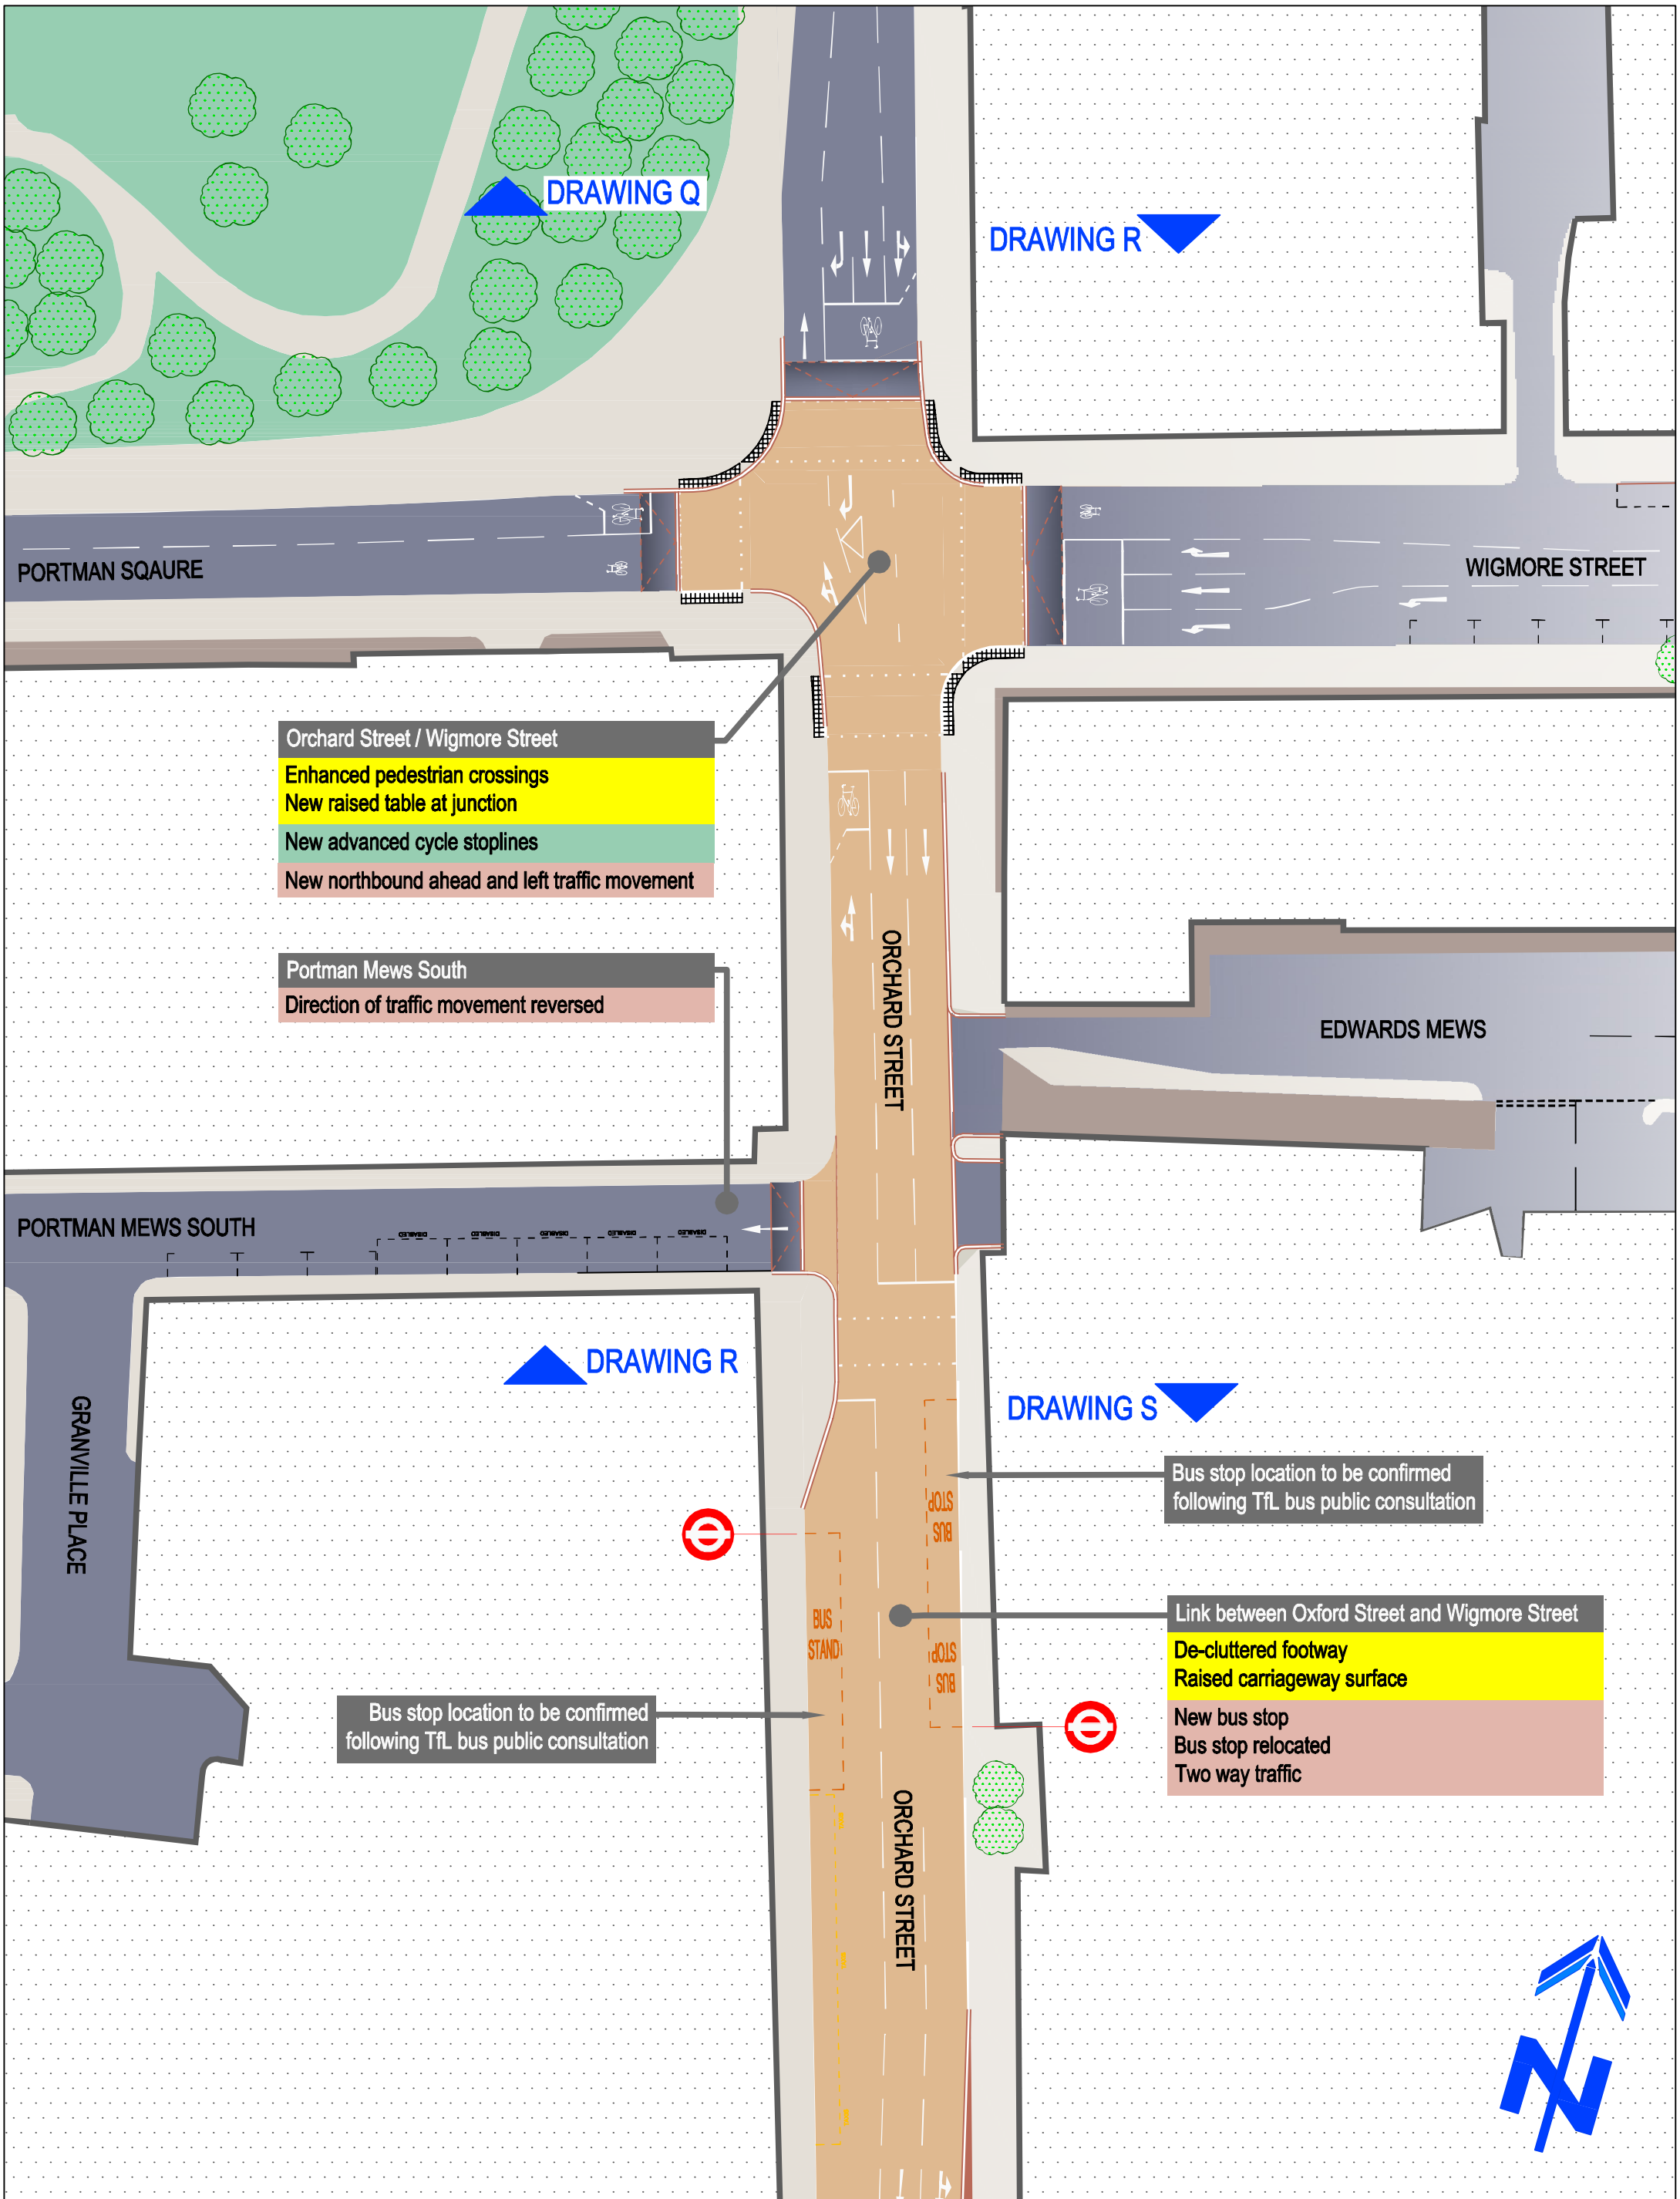 DRAWING Q
DRAWING R
PORTMAN SQAURE
WIGMORE STREET
Orchard Street / Wigmore Street
Enhanced pedestrian crossings
New raised table at junction
New advanced cycle stoplines
New northbound ahead and left traffic movement
ORCHARD STREET
Portman Mews South
Direction of traffic movement reversed
EDWARDS MEWS
PORTMAN MEWS SOUTH
DISABLED
DISABLED
DISABLED
DISABLED
DISABLED
DRAWING R
DRAWING S
GRANVILLE PLACE
Bus stop location to be confirmed
following TfL bus public consultation
BUS
STOP
BUS
STAND
BUS
STOP
Link between Oxford Street and Wigmore Street
De-cluttered footway
Raised carriageway surface
New bus stop
Bus stop relocated
Two way traffic
Bus stop location to be confirmed
following TfL bus public consultation
ORCHARD STREET
N